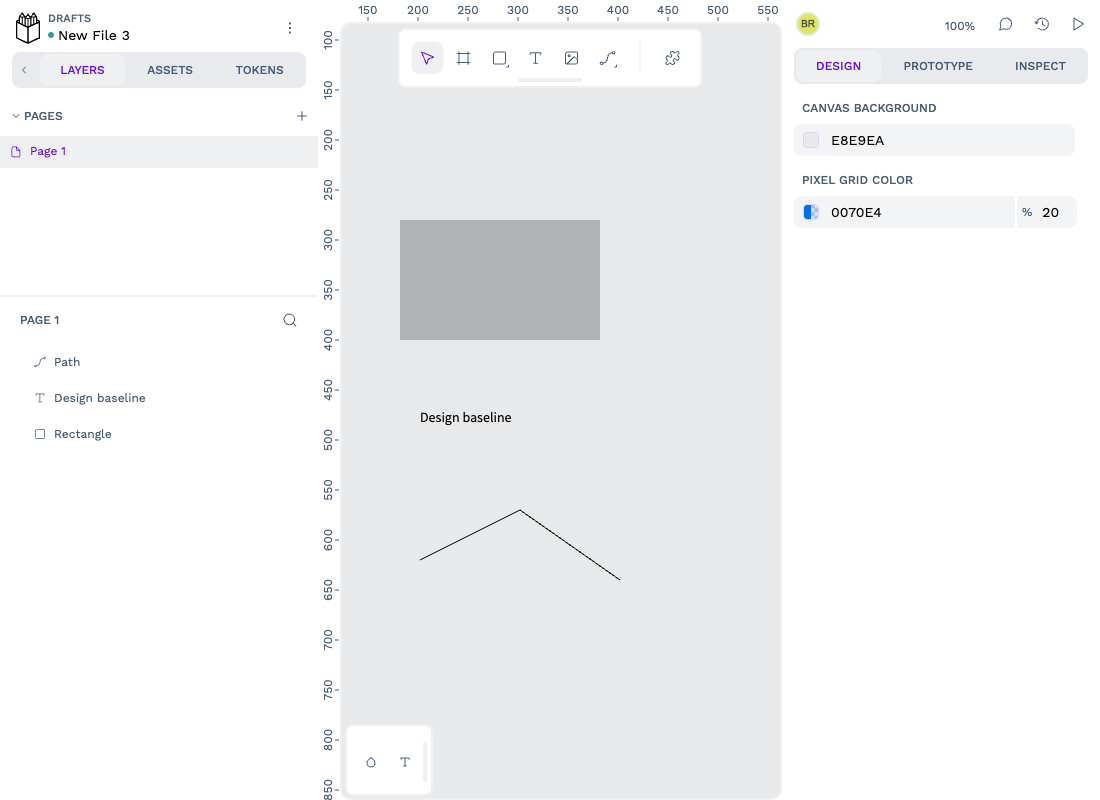 DRAFTS
New File 3
LAYERS
ASSETS
TOKENS
PAGES
Page 1
PAGE 1
Path
Design baseline
Rectangle
150 200 250 300 350 400 450 500 550
100
150
200
250
300
350
400
450
500
550
600
650
700
750
800
850
Design baseline
BR
100%
DESIGN
PROTOTYPE
INSPECT
CANVAS BACKGROUND
E8E9EA
PIXEL GRID COLOR
0070E4 % 20